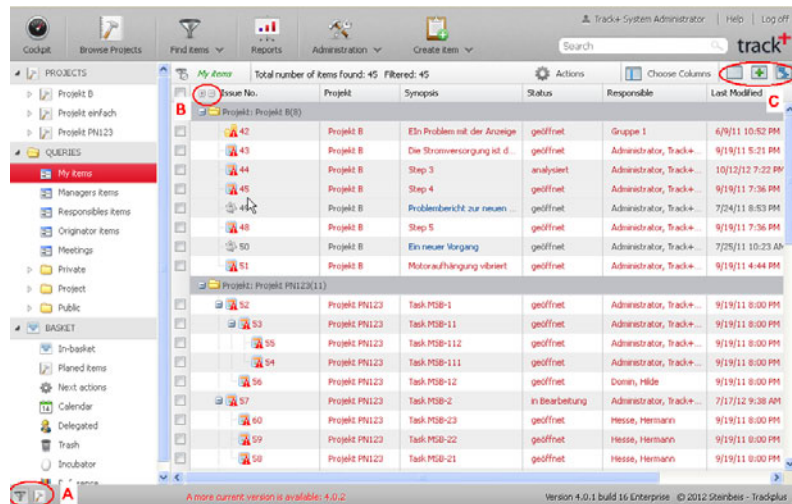 Track+ System Administrator | Help | Log off
Cockpit Browse Projects Find items Reports Administration Create item Search track+
PROJECTS My items Total number of items found: 45 Filtered: 45 Actions Choose Columns
B Issue No. Projekt Synopsis Status Responsible Last Modified C
Projekt B
Projekt einfach
Projekt PN123
QUERIES
My items
Managers items
Responsibles items
Originator items
Meetings
Private
Project
Public
BASKET
In-basket
Planed items
Next actions
Calendar
Delegated
Trash
Incubator
Projekt: Projekt B(8)
42 Projekt B EIn Problem mit der Anzeige geöffnet Gruppe 1 6/9/11 10:52 PM
43 Projekt B Die Stromversorgung ist d... geöffnet Administrator, Track+... 9/19/11 5:21 PM
44 Projekt B Step 3 analysiert Administrator, Track+... 10/12/12 7:22 PM
45 Projekt B Step 4 geöffnet Administrator, Track+... 9/19/11 7:36 PM
Projekt B Problembericht zur neuen ... geöffnet Administrator, Track+... 7/24/11 8:53 PM
48 Projekt B Step 5 geöffnet Administrator, Track+... 9/19/11 7:36 PM
50 Projekt B Ein neuer Vorgang geöffnet Administrator, Track+... 7/25/11 10:23 AM
51 Projekt B Motoraufhängung vibriert geöffnet Administrator, Track+... 9/19/11 4:44 PM
Projekt: Projekt PN123(11)
52 Projekt PN123 Task MSB-1 geöffnet Administrator, Track+... 9/19/11 8:00 PM
53 Projekt PN123 Task MSB-11 geöffnet Administrator, Track+... 9/19/11 8:00 PM
55 Projekt PN123 Task MSB-112 geöffnet Administrator, Track+... 9/19/11 8:00 PM
54 Projekt PN123 Task MSB-111 geöffnet Administrator, Track+... 9/19/11 8:00 PM
56 Projekt PN123 Task MSB-12 geöffnet Domin, Hilde 9/19/11 8:00 PM
57 Projekt PN123 Task MSB-2 in Bearbeitung Administrator, Track+... 7/17/12 9:38 AM
60 Projekt PN123 Task MSB-23 geöffnet Hesse, Hermann 9/19/11 8:00 PM
59 Projekt PN123 Task MSB-22 geöffnet Hesse, Hermann 9/19/11 8:00 PM
58 Projekt PN123 Task MSB-21 geöffnet Hesse, Hermann 9/19/11 8:00 PM
A A more current version is available: 4.0.2 Version 4.0.1 build 16 Enterprise © 2012 Steinbeis - Trackplus